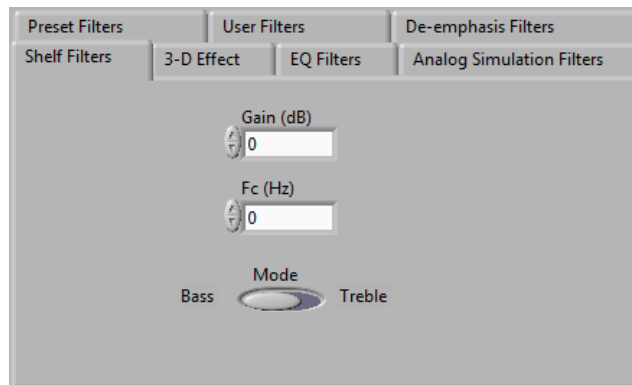 Preset Filters User Filters De-emphasis Filters
Shelf Filters 3-D Effect EQ Filters Analog Simulation Filters
Gain (dB)
0
Fc (Hz)
0
Mode
Bass Treble